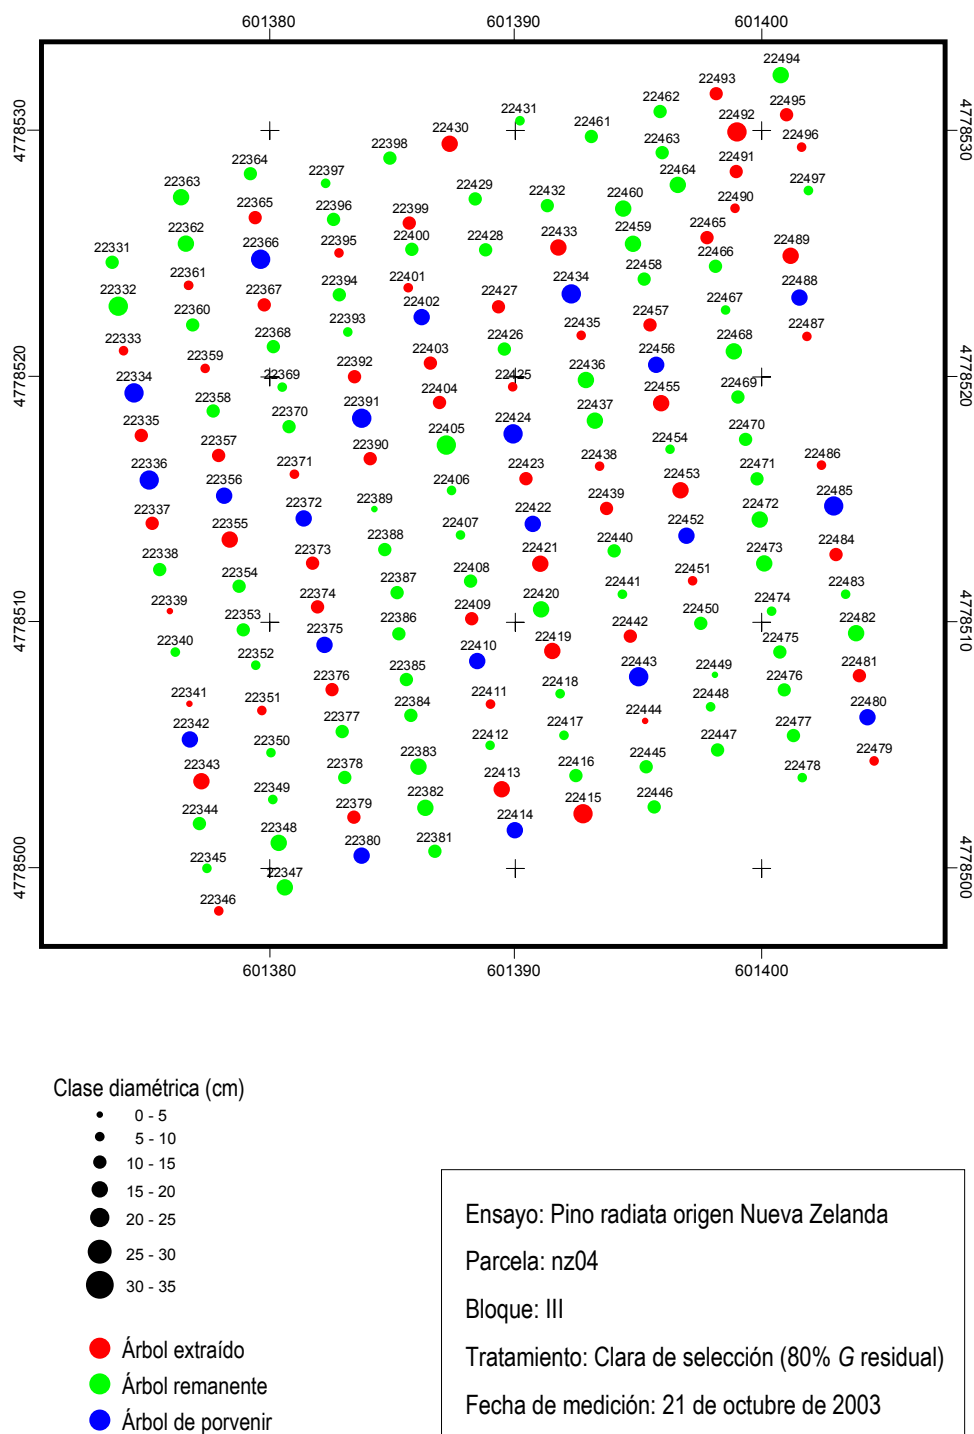 601380 601390 601400
22494
22493
22462 22495
22431 22461 22492
4778530 22430 4778530
22398 22463 22496
22364 22397 22491
22363 22464 22497
22429 22432 22460 22490
22365 22396
22399 22465
22362 22433 22459
22366 22395 22400 22428 22489
22331 22466
22361 22458
22401 22434 22488
22332 22367 22394 22402 22427
22360 22467
22393 22435 22457 22487
22333 22368 22426
22359 22403 22456 22468
22392 22436
4778520 22334 22369 22425 4778520
22358 22404 22455 22469
22370 22391 22437
22335 22405 22424
22357 22390 22454 22470
22371 22438 22486
22336 22423 22453 22471
22356 22406
22372 22389 22439 22485
22337 22422 22472
22355 22407 22452
22388 22440
22338 22373 22421 22473 22484
22354 22408 22451
22387 22441 22483
22339 22374 22420 22474
4778510 22353 22409 22450 4778510
22386 22442 22482
22340 22375 22419
22352 22410 22475
22385 22443 22449 22481
22376 22418 22476
22341 22351 22411
22384 22448 22480
22342 22377 22444
22350 22412 22417 22477
22383 22447
22343 22378 22445 22479
22416 22478
22349 22413
22344 22382 22446
22379 22415
22348 22414
22345 22380 22381
4778500 22347 4778500
22346
601380 601390 601400
Clase diamétrica (cm)
0 - 5
5 - 10
10 - 15
15 - 20
20 - 25
25 - 30
30 - 35
Árbol extraído
Árbol remanente
Árbol de porvenir
Ensayo: Pino radiata origen Nueva Zelanda
Parcela: nz04
Bloque: III
Tratamiento: Clara de selección (80% G residual)
Fecha de medición: 21 de octubre de 2003